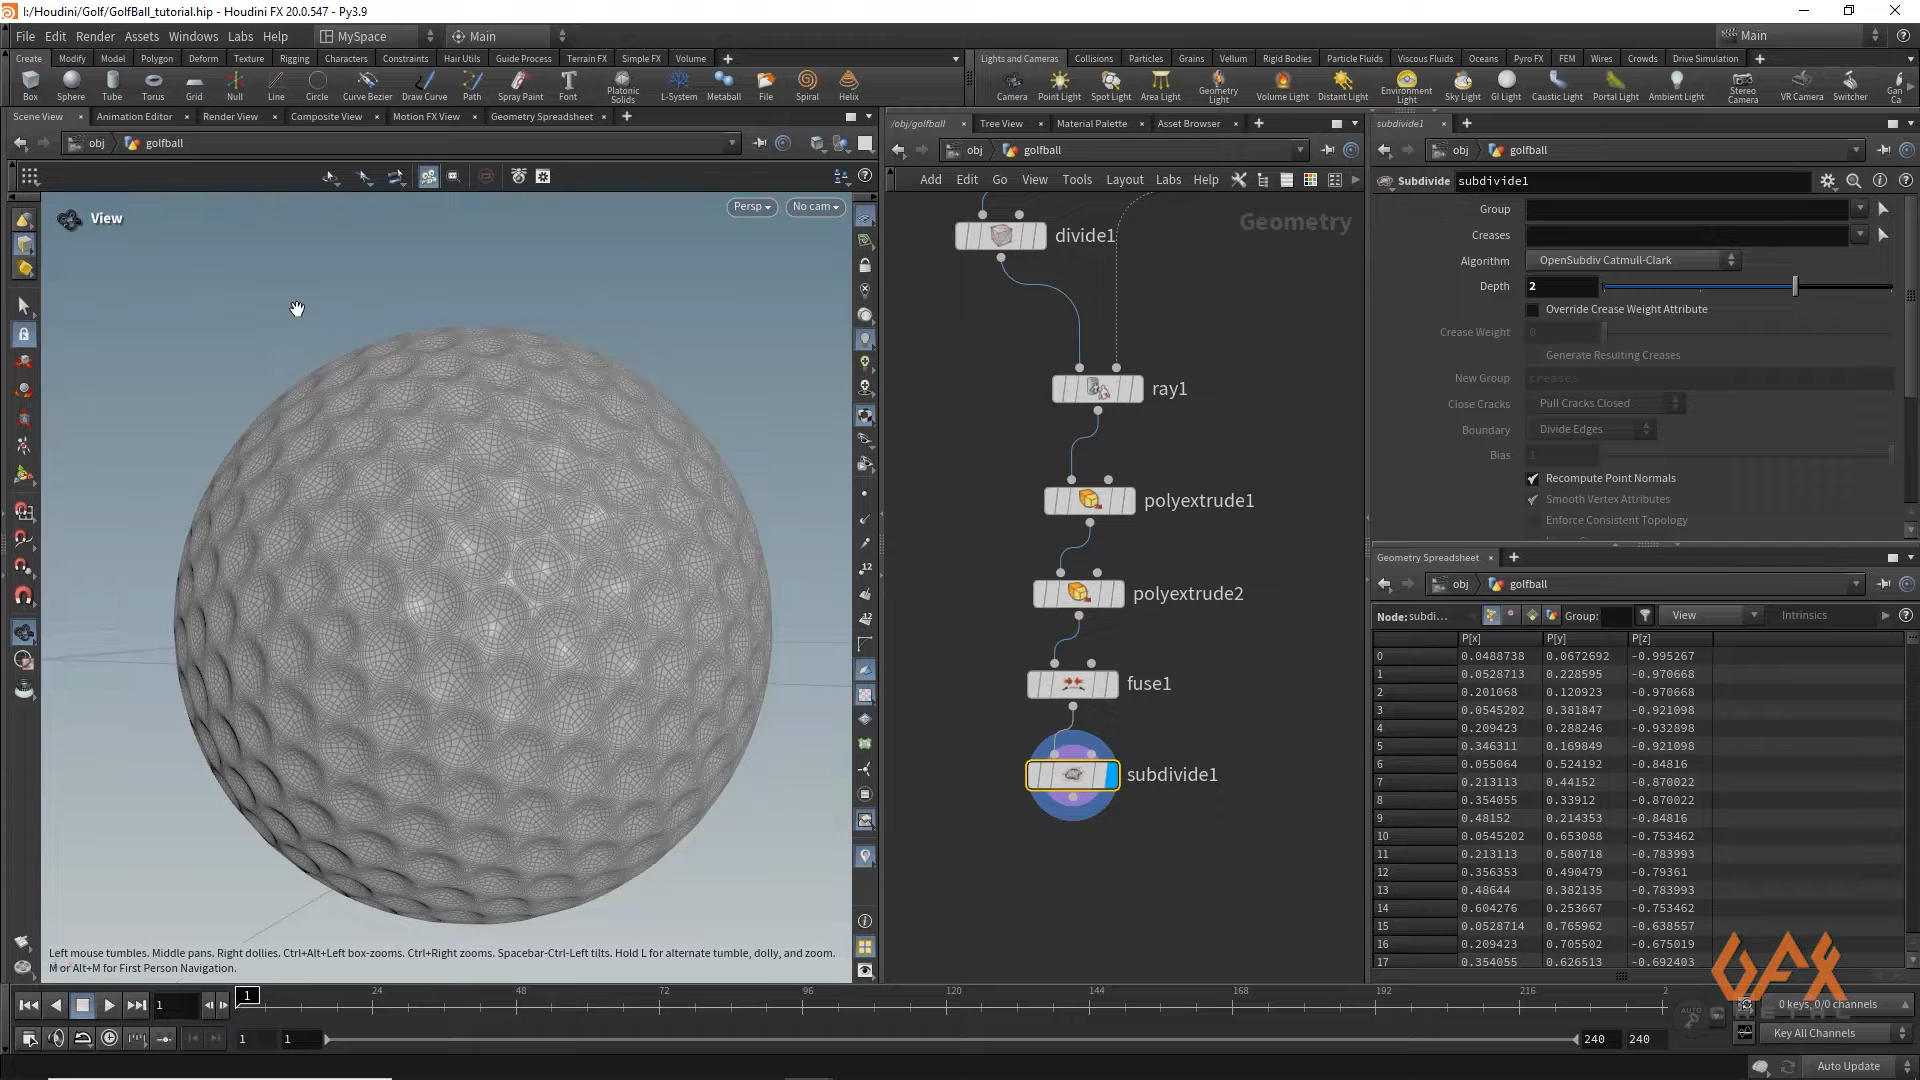 I:/Houdini/Golf/GolfBall_tutorial.hip - Houdini FX 20.0.547 - Py3.9
File Edit Render Assets Windows Labs Help MySpace Main Main
Create Modify Model Polygon Deform Texture Rigging Characters Constraints Hair Utils Guide Process Terrain FX Simple FX Volume
Lights and Cameras Collisions Particles Grains Vellum Rigid Bodies Particle Fluids Viscous Fluids Oceans Pyro FX FEM Wires Crowds Drive Simulation
Box Sphere Tube Torus Grid Null Line Circle Curve Bezier Draw Curve Path Spray Paint Font Platonic Solids L-System Metaball File Spiral Helix
Camera Point Light Spot Light Area Light Geometry Light Volume Light Distant Light Environment Light Sky Light GI Light Caustic Light Portal Light Ambient Light Stereo Camera VR Camera Switcher Gan Ca
Scene View Animation Editor Render View Composite View Motion FX View Geometry Spreadsheet
/obj/golfball Tree View Material Palette Asset Browser
subdivide1
obj golfball
obj golfball
obj golfball
Add Edit Go View Tools Layout Labs Help
Subdivide subdivide1
View
Persp No cam
Geometry
divide1
ray1
polyextrude1
polyextrude2
fuse1
subdivide1
Group
Creases
Algorithm OpenSubdiv Catmull-Clark
Depth 2
Override Crease Weight Attribute
Crease Weight 0
Generate Resulting Creases
New Group creases
Close Cracks Pull Cracks Closed
Boundary Divide Edges
Bias 1
Recompute Point Normals
Smooth Vertex Attributes
Enforce Consistent Topology
Geometry Spreadsheet
obj golfball
Node: subdi... Group: View Intrinsics
P[x] P[y] P[z]
0 0.0488738 0.0672692 -0.995267
1 0.0528713 0.228595 -0.970668
2 0.201068 0.120923 -0.970668
3 0.0545202 0.381847 -0.921098
4 0.209423 0.288246 -0.932898
5 0.346311 0.169849 -0.921098
6 0.055064 0.524192 -0.84816
7 0.213113 0.44152 -0.870022
8 0.354055 0.33912 -0.870022
9 0.48152 0.214353 -0.84816
10 0.0545202 0.653088 -0.753462
11 0.213113 0.580718 -0.783993
12 0.356353 0.490479 -0.79361
13 0.48644 0.382135 -0.783993
14 0.604276 0.253667 -0.753462
15 0.0528714 0.765962 -0.638557
16 0.209423 0.705502 -0.675019
17 0.354055 0.626513 -0.692403
Left mouse tumbles. Middle pans. Right dollies. Ctrl+Alt+Left box-zooms. Ctrl+Right zooms. Spacebar-Ctrl-Left tilts. Hold L for alternate tumble, dolly, and zoom.
M or Alt+M for First Person Navigation.
1 1 24 48 72 96 120 144 168 192 216 2
1 1 240 240
0 keys, 0/0 channels
Key All Channels
Auto Update
GFX